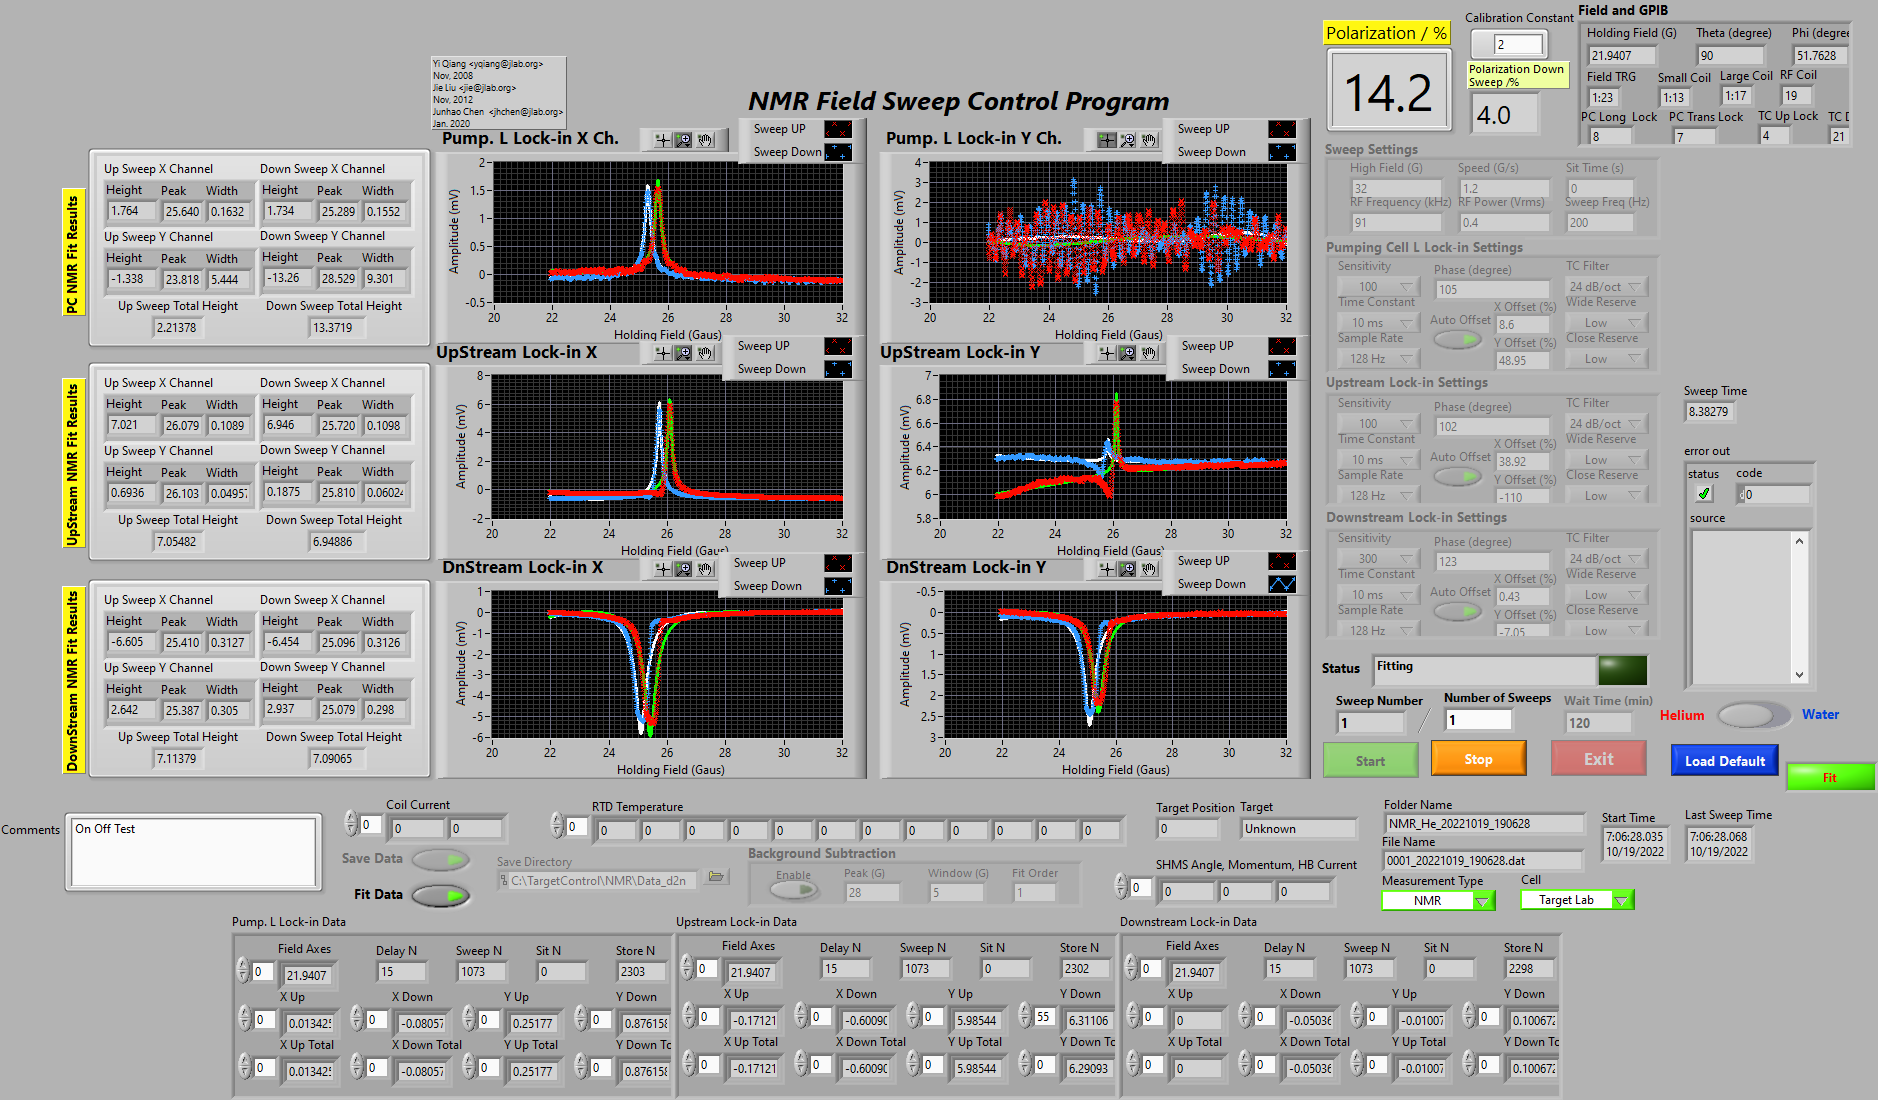 Yi Qiang <yqiang@jlab.org>
Nov, 2008
Jie Liu <jie@jlab.org>
Nov, 2012
Junhao Chen <jhchen@jlab.org>
Jan. 2020
NMR Field Sweep Control Program
Polarization / %
14.2
Calibration Constant
2
Polarization Down
Sweep /%
4.0
Field and GPIB
Holding Field (G) Theta (degree) Phi (degree
21.9407 90 51.7628
Field TRG Small Coil Large Coil RF Coil
1:23 1:13 1:17 19
PC Long Lock PC Trans Lock TC Up Lock TC D
8 7 4 21
PC NMR Fit Results
Up Sweep X Channel Down Sweep X Channel
Height Peak Width Height Peak Width
1.764 25.640 0.1632 1.734 25.289 0.1552
Up Sweep Y Channel Down Sweep Y Channel
Height Peak Width Height Peak Width
-1.338 23.818 5.444 -13.26 28.529 9.301
Up Sweep Total Height Down Sweep Total Height
2.21378 13.3719
Pump. L Lock-in X Ch.
Sweep UP
Sweep Down
Amplitude (mV)
2
1.5
1
0.5
0
-0.5
20 22 24 26 28 30 32
Holding Field (Gaus)
Pump. L Lock-in Y Ch.
Sweep UP
Sweep Down
Amplitude (mV)
4
3
2
1
0
-1
-2
-3
20 22 24 26 28 30 32
Holding Field (Gaus)
UpStream NMR Fit Results
Up Sweep X Channel Down Sweep X Channel
Height Peak Width Height Peak Width
7.021 26.079 0.1089 6.946 25.720 0.1098
Up Sweep Y Channel Down Sweep Y Channel
Height Peak Width Height Peak Width
0.6936 26.103 0.04957 0.1875 25.810 0.06024
Up Sweep Total Height Down Sweep Total Height
7.05482 6.94886
UpStream Lock-in X
Sweep UP
Sweep Down
Amplitude (mV)
8
6
4
2
0
-2
20 22 24 26 28 30 32
Holding Field (Gaus)
UpStream Lock-in Y
Sweep UP
Sweep Down
Amplitude (mV)
7
6.8
6.6
6.4
6.2
6
5.8
20 22 24 26 28 30 32
Holding Field (Gaus)
DownStream NMR Fit Results
Up Sweep X Channel Down Sweep X Channel
Height Peak Width Height Peak Width
-6.605 25.410 0.3127 -6.454 25.096 0.3126
Up Sweep Y Channel Down Sweep Y Channel
Height Peak Width Height Peak Width
2.642 25.387 0.305 2.937 25.079 0.298
Up Sweep Total Height Down Sweep Total Height
7.11379 7.09065
DnStream Lock-in X
Sweep UP
Sweep Down
Amplitude (mV)
1
0
-1
-2
-3
-4
-5
-6
20 22 24 26 28 30 32
Holding Field (Gaus)
DnStream Lock-in Y
Sweep UP
Sweep Down
Amplitude (mV)
-0.5
0
0.5
1
1.5
2
2.5
3
20 22 24 26 28 30 32
Holding Field (Gaus)
Sweep Settings
High Field (G) Speed (G/s) Sit Time (s)
32 1.2 0
RF Frequency (kHz) RF Power (Vrms) Sweep Freq (Hz)
91 0.4 200
Pumping Cell L Lock-in Settings
Sensitivity Phase (degree) TC Filter
100 105 24 dB/oct
Time Constant X Offset (%) Wide Reserve
10 ms Auto Offset 8.6 Low
Sample Rate Y Offset (%) Close Reserve
128 Hz 48.95 Low
Upstream Lock-in Settings
Sensitivity Phase (degree) TC Filter
100 102 24 dB/oct
Time Constant X Offset (%) Wide Reserve
10 ms Auto Offset 38.92 Low
Sample Rate Y Offset (%) Close Reserve
128 Hz -110 Low
Downstream Lock-in Settings
Sensitivity Phase (degree) TC Filter
300 123 24 dB/oct
Time Constant X Offset (%) Wide Reserve
10 ms Auto Offset 0.43 Low
Sample Rate Y Offset (%) Close Reserve
128 Hz -7.05 Low
Sweep Time
8.38279
error out
status code
0
source
Status Fitting
Sweep Number Number of Sweeps Wait Time (min)
1 / 1 120
Helium Water
Start Stop Exit Load Default Fit
Comments On Off Test
Coil Current
0 0 0
Save Data
Fit Data
RTD Temperature
0 0 0 0 0 0 0 0 0 0 0 0 0
Save Directory
C:\TargetControl\NMR\Data_d2n
Background Subtraction
Enable Peak (G) Window (G) Fit Order
28 5 1
Target Position Target
0 Unknown
SHMS Angle, Momentum, HB Current
0 0 0 0
Folder Name
NMR_He_20221019_190628
File Name
0001_20221019_190628.dat
Measurement Type Cell
NMR Target Lab
Start Time Last Sweep Time
7:06:28.035 7:06:28.068
10/19/2022 10/19/2022
Pump. L Lock-in Data
Field Axes Delay N Sweep N Sit N Store N
0 21.9407 15 1073 0 2303
X Up X Down Y Up Y Down
0 0.01342 0 -0.08057 0 0.25177 0 0.876158
X Up Total X Down Total Y Up Total Y Down To
0 0.01342 0 -0.08057 0 0.25177 0 0.876158
Upstream Lock-in Data
Field Axes Delay N Sweep N Sit N Store N
0 21.9407 15 1073 0 2302
X Up X Down Y Up Y Down
0 -0.17121 0 -0.60090 0 5.98544 55 6.31106
X Up Total X Down Total Y Up Total Y Down To
0 -0.17121 0 -0.60090 0 5.98544 0 6.29093
Downstream Lock-in Data
Field Axes Delay N Sweep N Sit N Store N
0 21.9407 15 1073 0 2298
X Up X Down Y Up Y Down
0 0 0 -0.05036 0 -0.01007 0 0.100672
X Up Total X Down Total Y Up Total Y Down To
0 0 0 -0.05036 0 -0.01007 0 0.100672